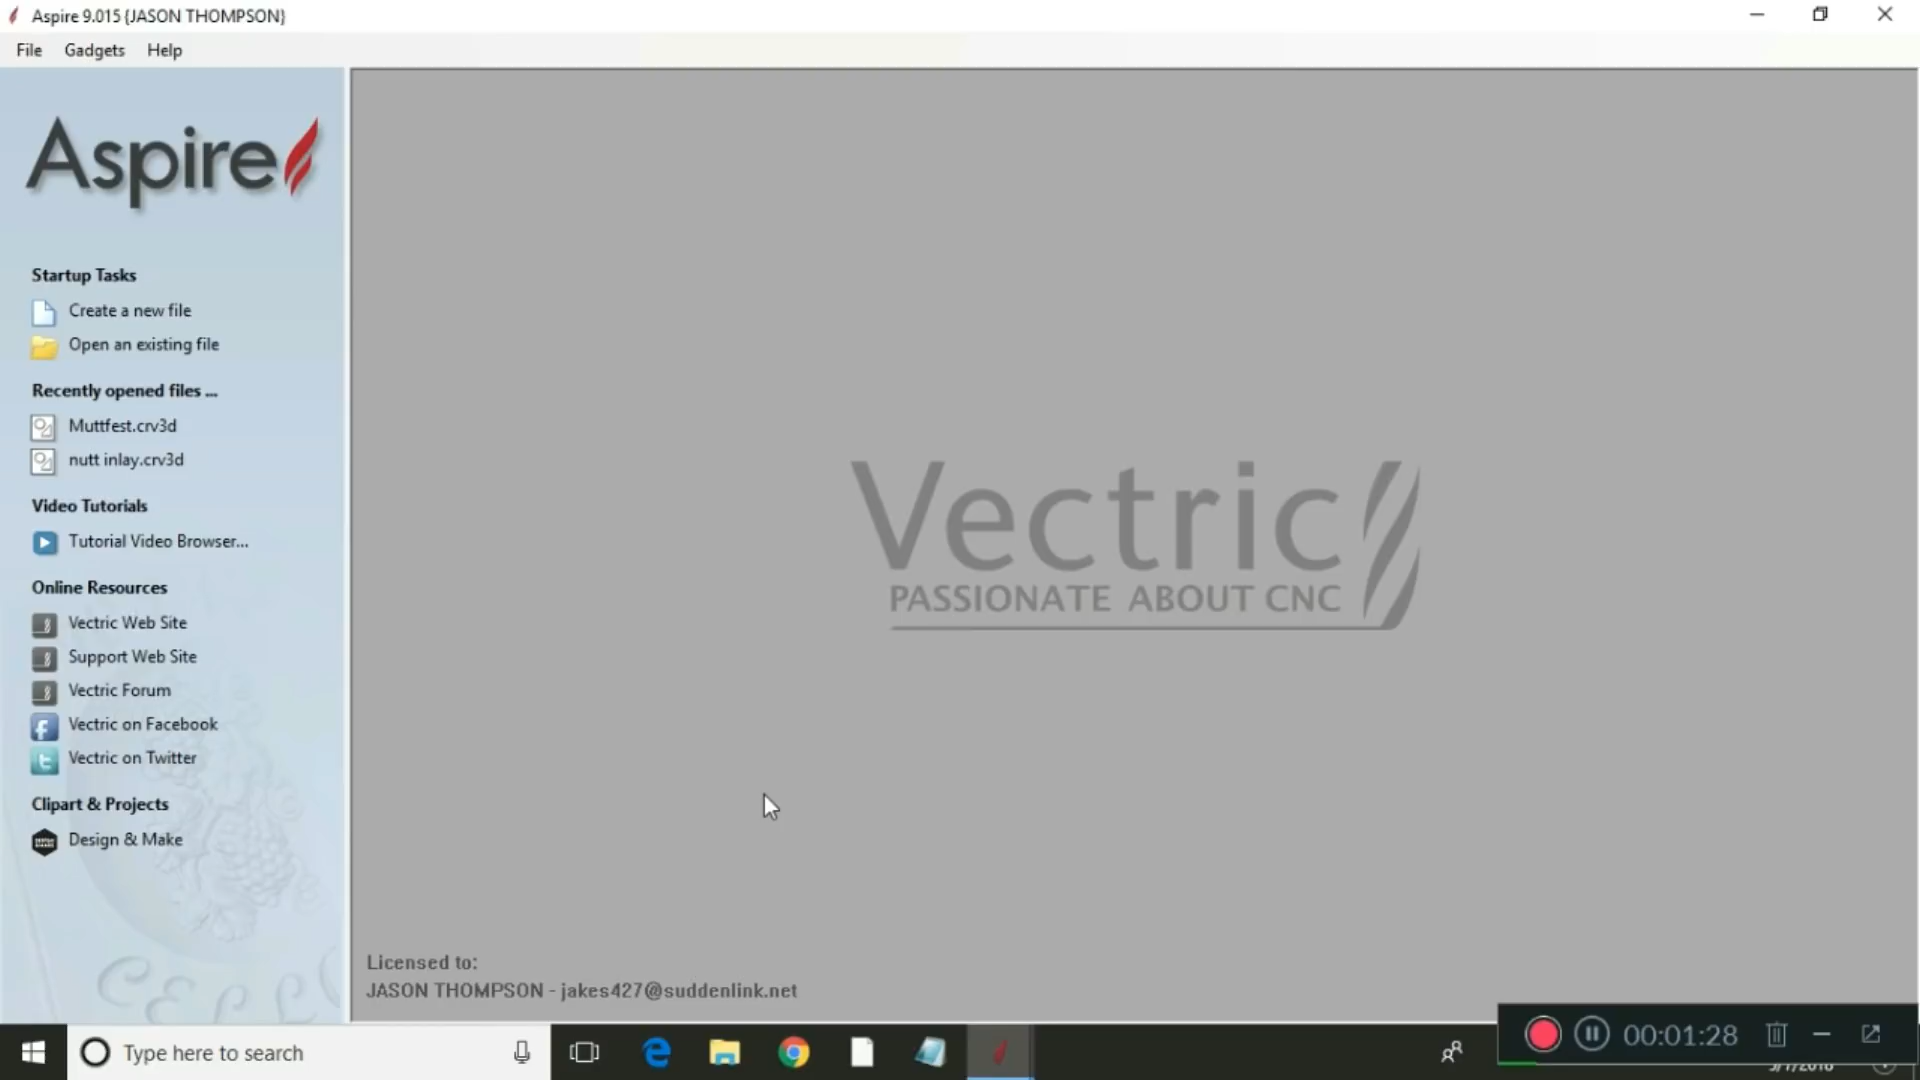 Aspire 9.015 {JASON THOMPSON}
File Gadgets Help
Aspire
Startup Tasks
Create a new file
Open an existing file
Recently opened files ...
Muttfest.crv3d
nutt inlay.crv3d
Video Tutorials
Tutorial Video Browser...
Online Resources
Vectric Web Site
Support Web Site
Vectric Forum
Vectric on Facebook
Vectric on Twitter
Clipart & Projects
Design & Make
Vectric
PASSIONATE ABOUT CNC
Licensed to:
JASON THOMPSON - jakes427@suddenlink.net
Type here to search
00:01:28